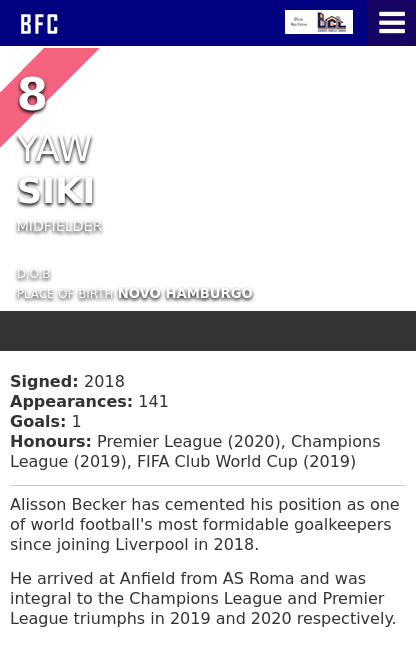 BFC
BCL
8
YAW
SIKI
MIDFIELDER
D.O.B
PLACE OF BIRTH NOVO HAMBURGO
Signed: 2018
Appearances: 141
Goals: 1
Honours: Premier League (2020), Champions
League (2019), FIFA Club World Cup (2019)
Alisson Becker has cemented his position as one
of world football's most formidable goalkeepers
since joining Liverpool in 2018.
He arrived at Anfield from AS Roma and was
integral to the Champions League and Premier
League triumphs in 2019 and 2020 respectively.